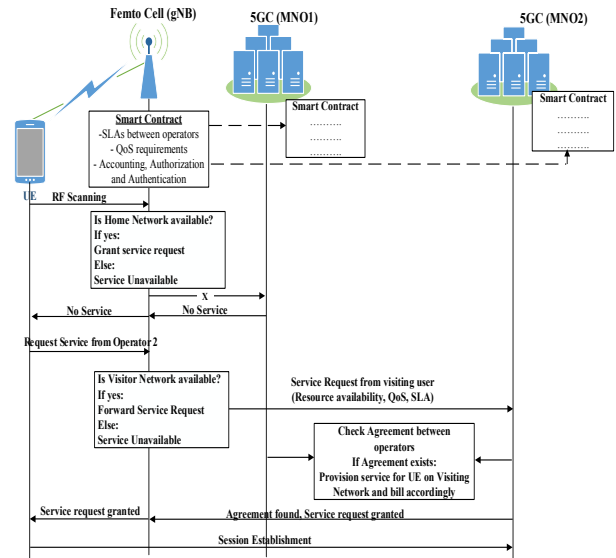 Femto Cell (gNB)
5GC (MNO1)
5GC (MNO2)
Smart Contract
-SLAs between operators
- QoS requirements
- Accounting, Authorization
and Authentication
Smart Contract
..........
..........
..........
Smart Contract
..........
..........
..........
UE
RF Scanning
Is Home Network available?
If yes:
Grant service request
Else:
Service Unavailable
X
No Service
No Service
Request Service from Operator 2
Is Visitor Network available?
If yes:
Forward Service Request
Else:
Service Unavailable
Service Request from visiting user
(Resource availability, QoS, SLA)
Check Agreement between
operators
If Agreement exists:
Provision service for UE on Visiting
Network and bill accordingly
Service request granted
Agreement found, Service request granted
Session Establishment